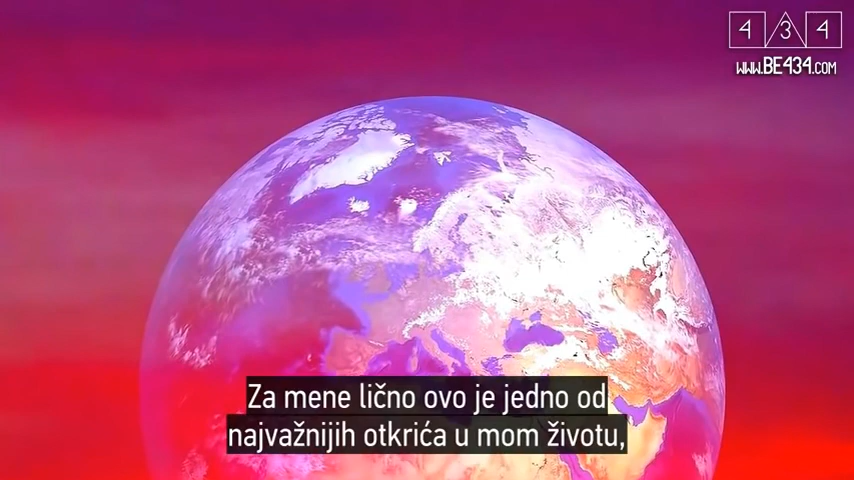 4 3 4
www.BE434.com
Za mene lično ovo je jedno od
najvažnijih otkrića u mom životu,